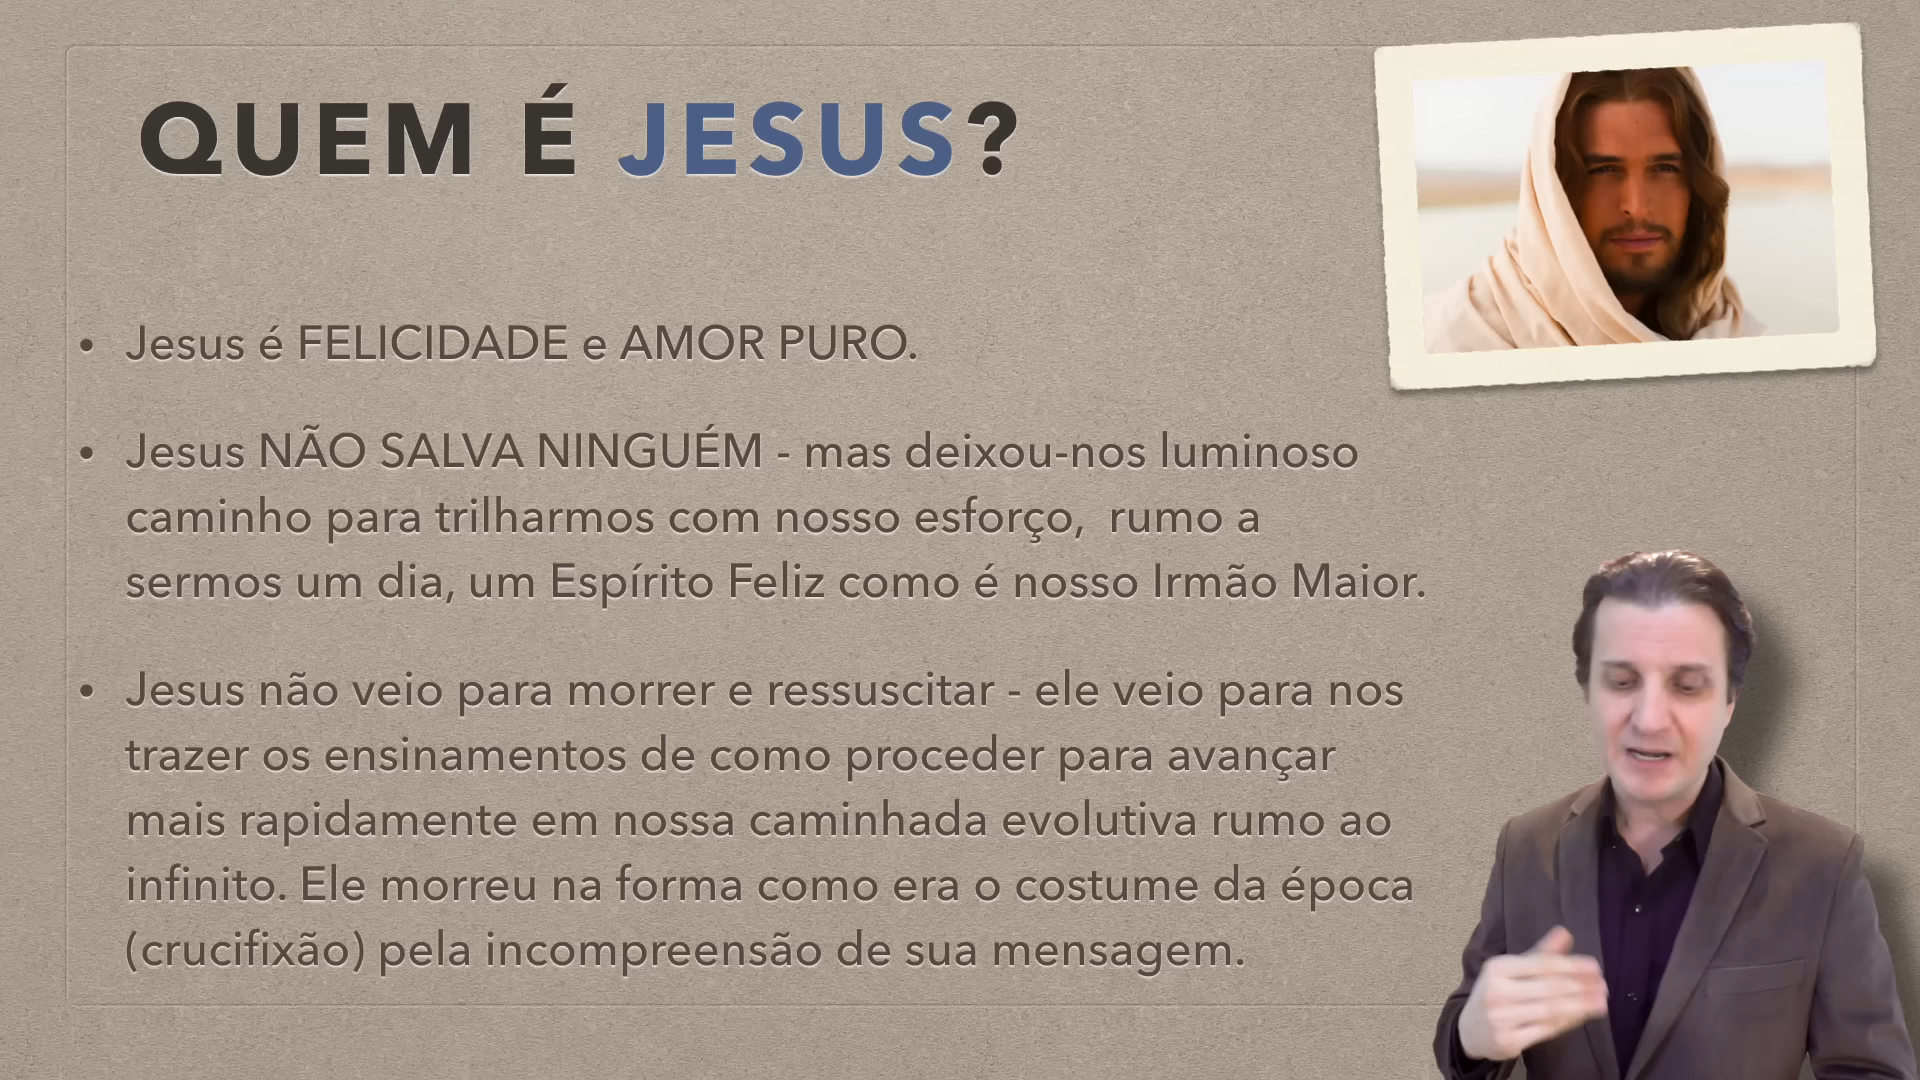 QUEM É JESUS?
• Jesus é FELICIDADE e AMOR PURO.
• Jesus NÃO SALVA NINGUÉM - mas deixou-nos luminoso
caminho para trilharmos com nosso esforço, rumo a
sermos um dia, um Espírito Feliz como é nosso Irmão Maior.
• Jesus não veio para morrer e ressuscitar - ele veio para nos
trazer os ensinamentos de como proceder para avançar
mais rapidamente em nossa caminhada evolutiva rumo ao
infinito. Ele morreu na forma como era o costume da época
(crucifixão) pela incompreensão de sua mensagem.